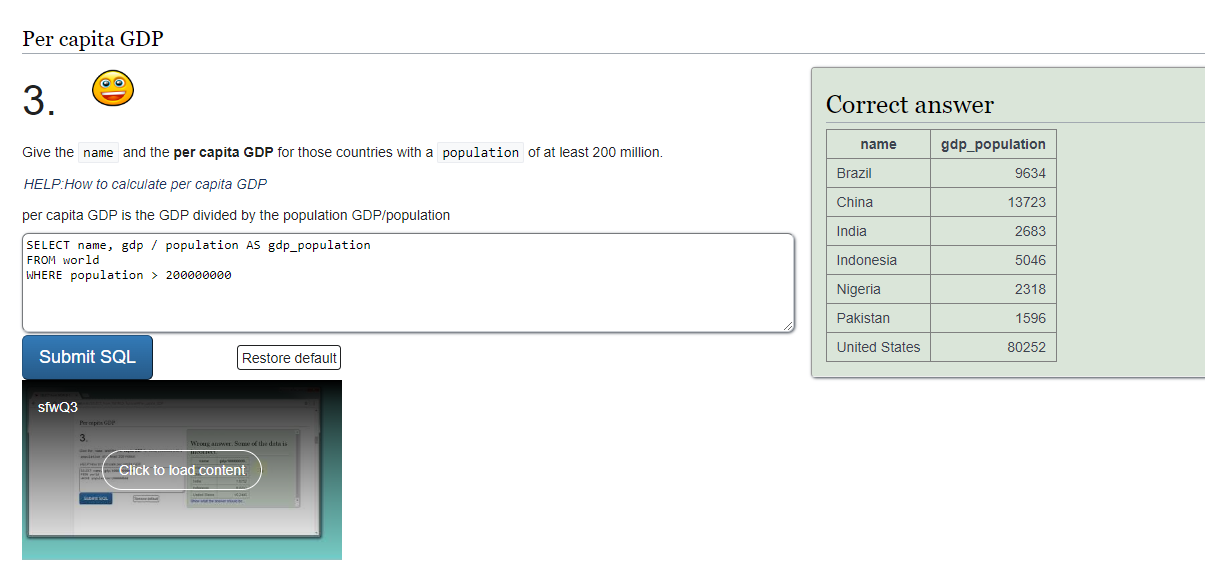 Per capita GDP
3.
Give the name and the per capita GDP for those countries with a population of at least 200 million.
HELP:How to calculate per capita GDP
per capita GDP is the GDP divided by the population GDP/population
SELECT name, gdp / population AS gdp_population
FROM world
WHERE population > 200000000
Submit SQL
Restore default
sfwQ3
Per capita GDP
3.
Wrong answer. Some of the data is incorrect.
Click to load content
Correct answer
name gdp_population
Brazil 9634
China 13723
India 2683
Indonesia 5046
Nigeria 2318
Pakistan 1596
United States 80252